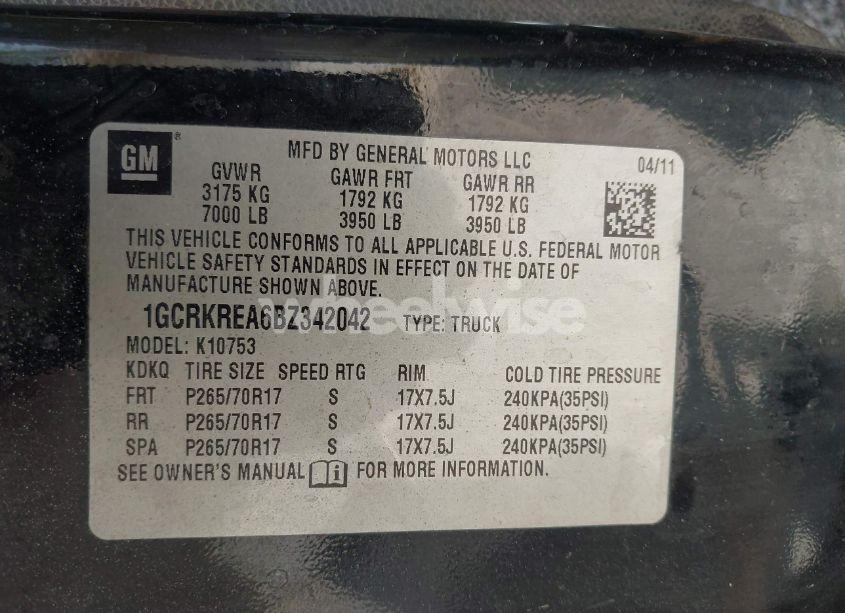 GM®
MFD BY GENERAL MOTORS LLC
04/11
GVWR GAWR FRT GAWR RR
3175 KG 1792 KG 1792 KG
7000 LB 3950 LB 3950 LB
THIS VEHICLE CONFORMS TO ALL APPLICABLE U.S. FEDERAL MOTOR
VEHICLE SAFETY STANDARDS IN EFFECT ON THE DATE OF
MANUFACTURE SHOWN ABOVE.
wheelwise
1GCRKREA6BZ342042 TYPE: TRUCK
MODEL: K10753
KDKQ TIRE SIZE SPEED RTG RIM COLD TIRE PRESSURE
FRT P265/70R17 S 17X7.5J 240KPA(35PSI)
RR P265/70R17 S 17X7.5J 240KPA(35PSI)
SPA P265/70R17 S 17X7.5J 240KPA(35PSI)
SEE OWNER'S MANUAL FOR MORE INFORMATION.